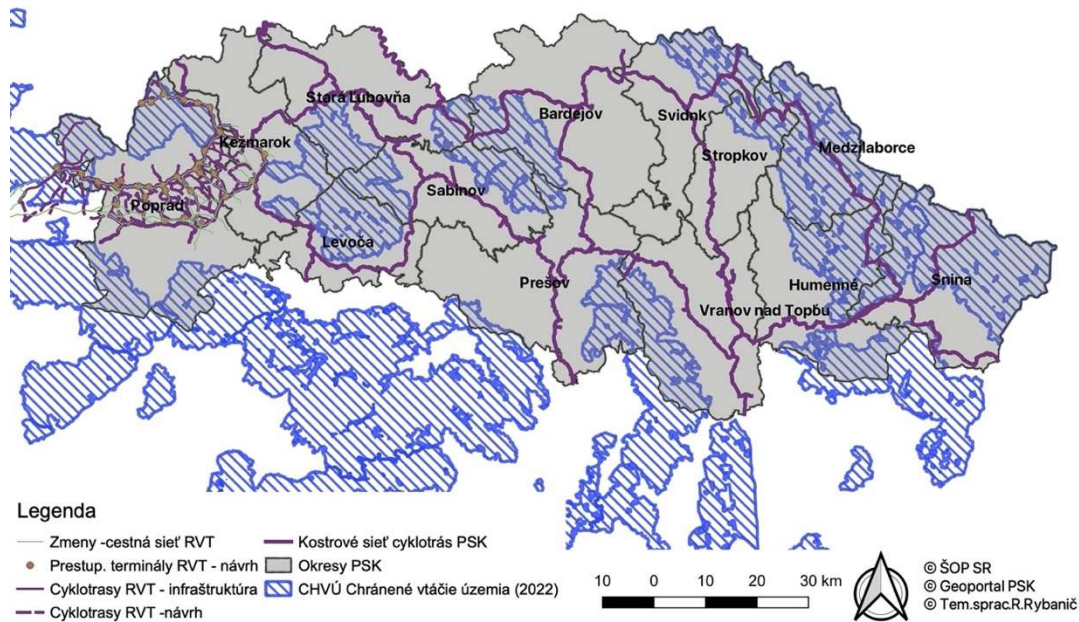 Stará Ľubovňa
Bardejov
Svidnk
Kežmarok
Medzilaborce
Stropkov
Sabinov
Poprad
Levoča
Prešov
Humenné
Snina
Vranov nad Topľou
Legenda
Zmeny -cestná sieť RVT
Prestup. terminály RVT - návrh
Cyklotrasy RVT - infraštruktúra
Cyklotrasy RVT -návrh
Kostrové sieť cyklotrás PSK
Okresy PSK
CHVÚ Chránené vtáčie územia (2022)
10 0 10 20 30 km
© ŠOP SR
© Geoportal PSK
© Tem.sprac.R.Rybanič